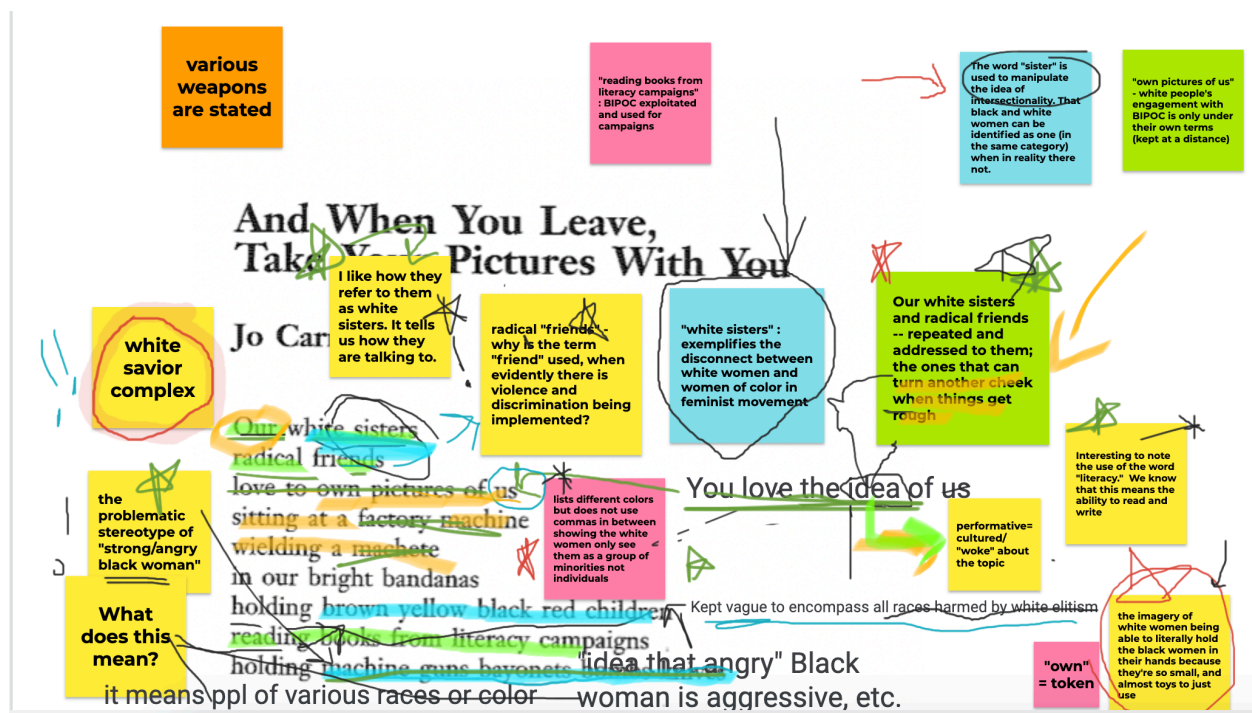 various
weapons
are stated
"reading books from
literacy campaigns"
: BIPOC exploitated
and used for
campaigns
The word "sister" is
used to manipulate
the idea of
intersectionality. That
black and white
women can be
identified as one (in
the same category)
when in reality there
not.
"own pictures of us"
- white people's
engagement with
BIPOC is only under
their own terms
(kept at a distance)
And When You Leave,
Take Your Pictures With You
Jo Carr
I like how they
refer to them
as white
sisters. It tells
us how they
are talking to.
radical "friends" -
why is the term
"friend" used, when
evidently there is
violence and
discrimination being
implemented?
"white sisters" :
exemplifies the
disconnect between
white women and
women of color in
feminist movement
Our white sisters
and radical friends
-- repeated and
addressed to them;
the ones that can
turn another cheek
when things get
rough
white
savior
complex
Our white sisters
radical friends
love to own pictures of us
sitting at a factory machine
wielding a machete
in our bright bandanas
holding brown yellow black red children
reading books from literacy campaigns
holding machine guns bayonets
the
problematic
stereotype of
"strong/angry
black woman"
What
does this
mean?
it means ppl of various races or color
lists different colors
but does not use
commas in between
showing the white
women only see
them as a group of
minorities not
individuals
You love the idea of us
performative=
cultured/
"woke" about
the topic
Interesting to note
the use of the word
"literacy." We know
that this means the
ability to read and
write
Kept vague to encompass all races harmed by white elitism
"idea that angry" Black
woman is aggressive, etc.
"own"
= token
the imagery of
white women being
able to literally hold
the black women in
their hands because
they're so small, and
almost toys to just
use